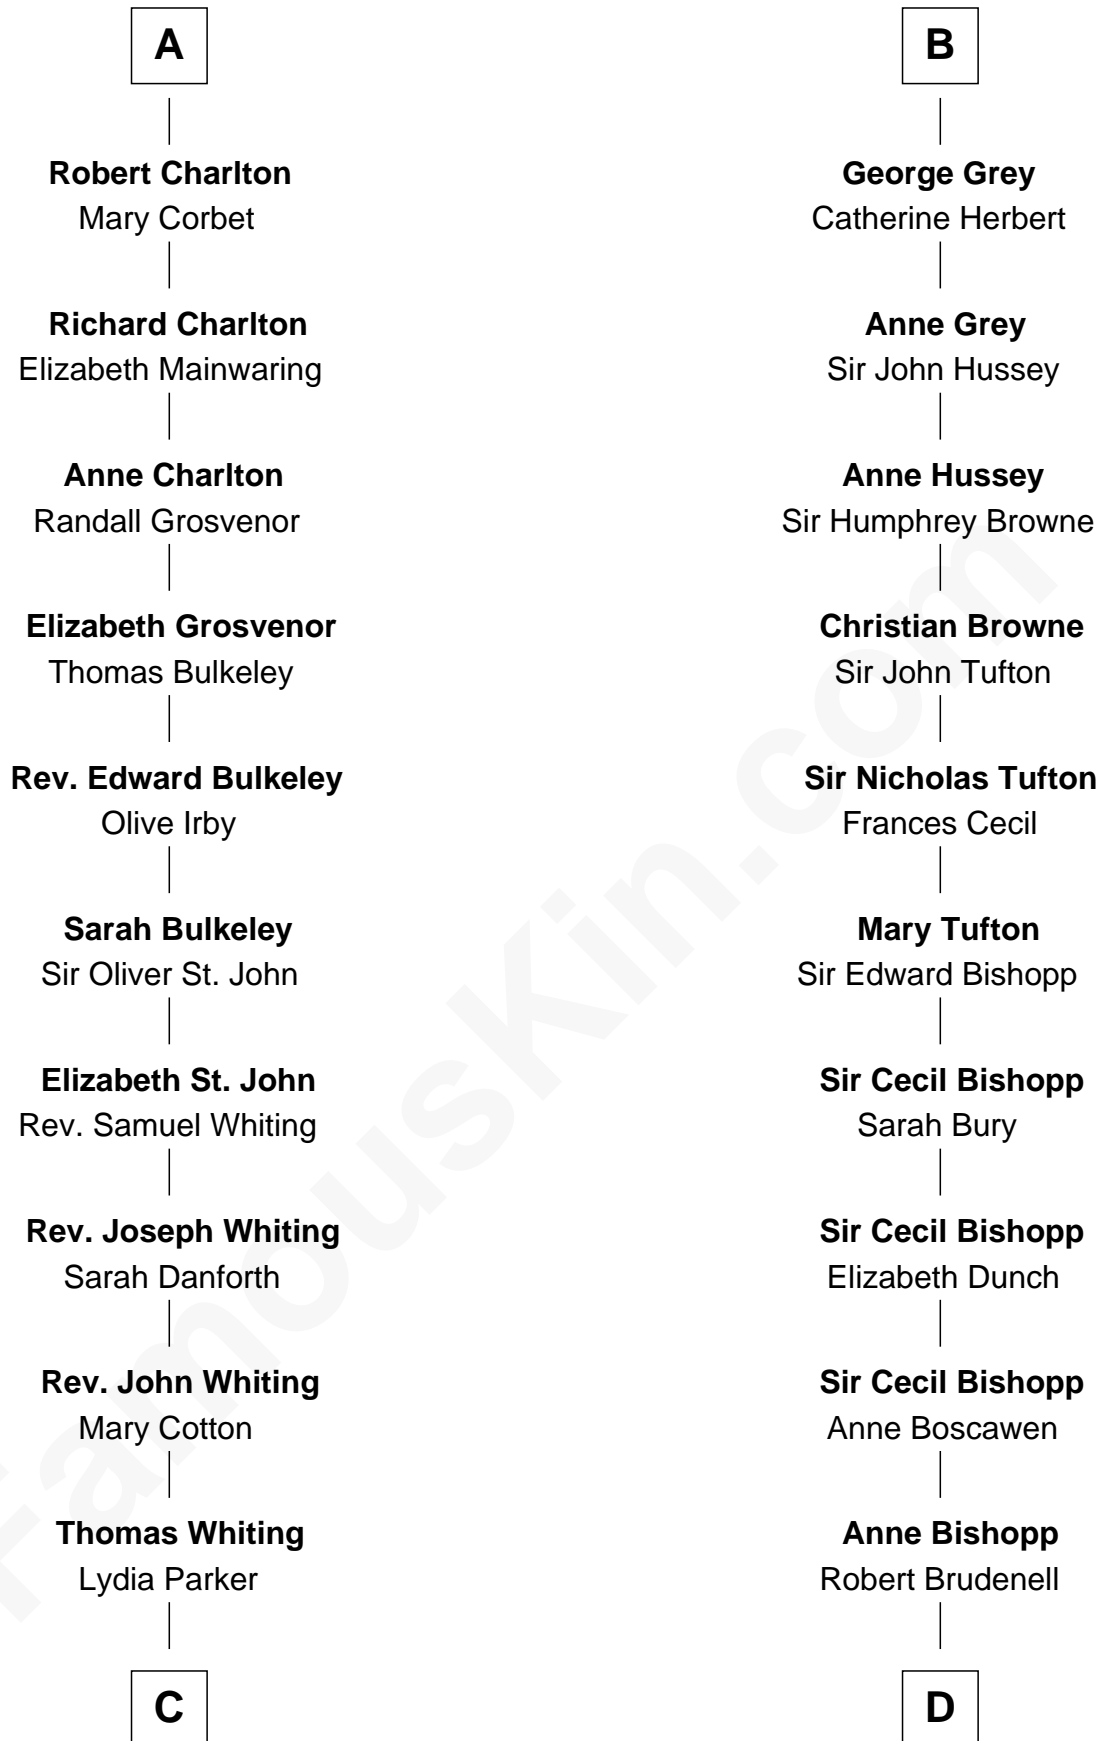 A
Robert Charlton
Mary Corbet
Richard Charlton
Elizabeth Mainwaring
Anne Charlton
Randall Grosvenor
Elizabeth Grosvenor
Thomas Bulkeley
Rev. Edward Bulkeley
Olive Irby
Sarah Bulkeley
Sir Oliver St. John
Elizabeth St. John
Rev. Samuel Whiting
Rev. Joseph Whiting
Sarah Danforth
Rev. John Whiting
Mary Cotton
Thomas Whiting
Lydia Parker
C
B
George Grey
Catherine Herbert
Anne Grey
Sir John Hussey
Anne Hussey
Sir Humphrey Browne
Christian Browne
Sir John Tufton
Sir Nicholas Tufton
Frances Cecil
Mary Tufton
Sir Edward Bishopp
Sir Cecil Bishopp
Sarah Bury
Sir Cecil Bishopp
Elizabeth Dunch
Sir Cecil Bishopp
Anne Boscawen
Anne Bishopp
Robert Brudenell
D
FamousKin.com